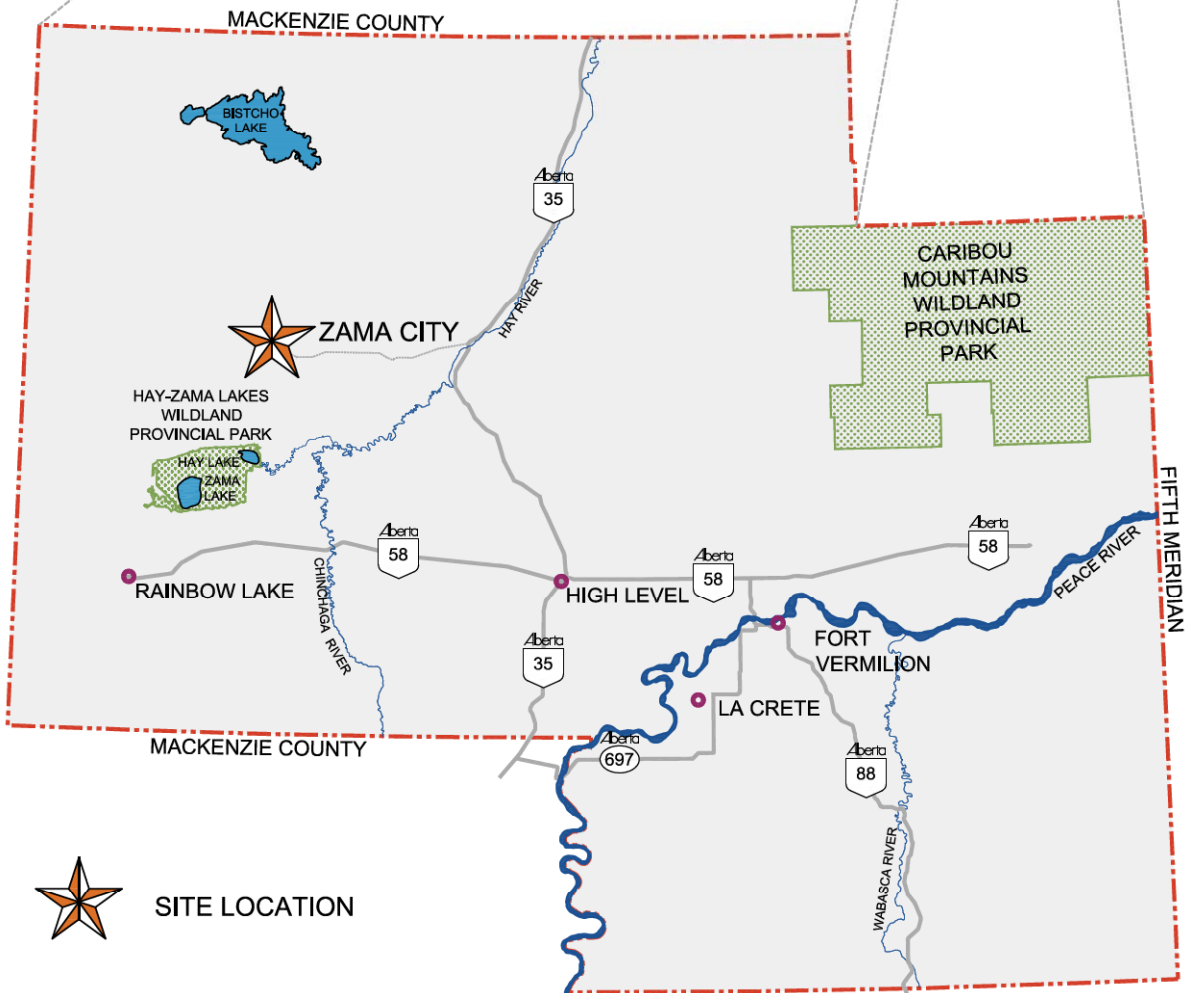 MACKENZIE COUNTY
BISTCHO
LAKE
Alberta
35
CARIBOU
MOUNTAINS
WILDLAND
PROVINCIAL
PARK
HAY RIVER
ZAMA CITY
HAY-ZAMA LAKES
WILDLAND
PROVINCIAL PARK
HAY LAKE
ZAMA
LAKE
FIFTH MERIDIAN
Alberta
58
Alberta
58
Alberta
58
PEACE RIVER
RAINBOW LAKE
CHINCHAGA RIVER
HIGH LEVEL
FORT
VERMILION
Alberta
35
LA CRETE
MACKENZIE COUNTY
Alberta
697
Alberta
88
WABASCA RIVER
SITE LOCATION